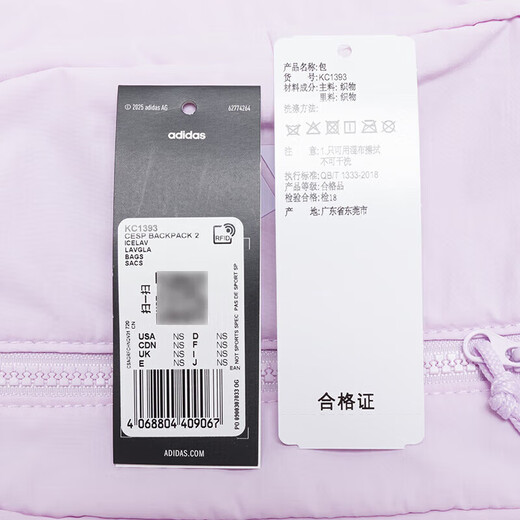 © 2025 adidas AG
62774264
adidas
KC1393
CESP BACKPACK 2
ICELAV
LAVGLA
BAGS
SACS
RFID
扫一扫
USA NS D NS
CDN NS F NS
UK NS I NS
E NS J NS
EAN
NOT SPORTS SPEC PAS DE SPORT SP
CN
4 068804 409067
ADIDAS.COM
产品名称:包
货 号:KC1393
材料成分:主料: 织物
里料: 织物
洗涤方法:
注 意: 1.只可用湿布擦拭
不可干洗
执行标准:QB/T 1333-2018
产品等级:合格品
检验合格:检18
产 地:广东省东莞市
合格证